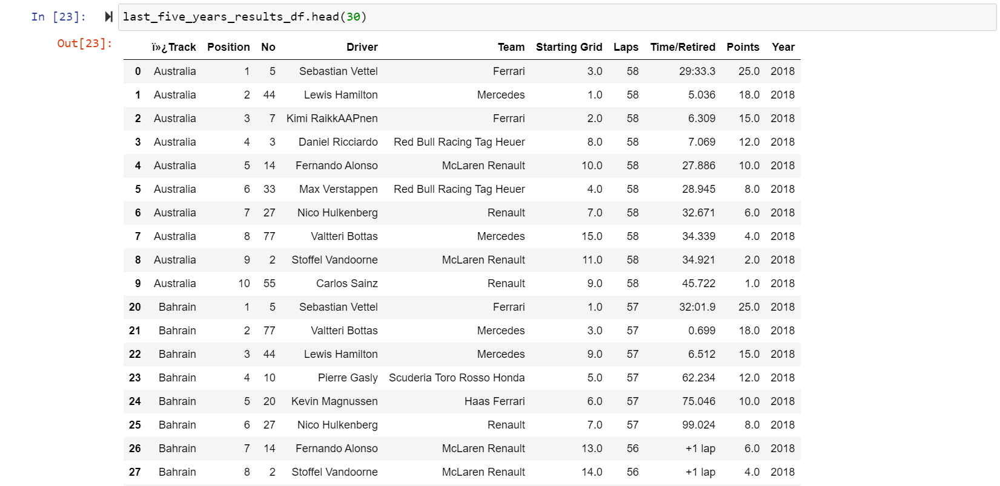 In [23]: last_five_years_results_df.head(30)
Out[23]:
ï»¿Track Position No Driver Team Starting Grid Laps Time/Retired Points Year
0 Australia 1 5 Sebastian Vettel Ferrari 3.0 58 29:33.3 25.0 2018
1 Australia 2 44 Lewis Hamilton Mercedes 1.0 58 5.036 18.0 2018
2 Australia 3 7 Kimi RaikkAAPnen Ferrari 2.0 58 6.309 15.0 2018
3 Australia 4 3 Daniel Ricciardo Red Bull Racing Tag Heuer 8.0 58 7.069 12.0 2018
4 Australia 5 14 Fernando Alonso McLaren Renault 10.0 58 27.886 10.0 2018
5 Australia 6 33 Max Verstappen Red Bull Racing Tag Heuer 4.0 58 28.945 8.0 2018
6 Australia 7 27 Nico Hulkenberg Renault 7.0 58 32.671 6.0 2018
7 Australia 8 77 Valtteri Bottas Mercedes 15.0 58 34.339 4.0 2018
8 Australia 9 2 Stoffel Vandoorne McLaren Renault 11.0 58 34.921 2.0 2018
9 Australia 10 55 Carlos Sainz Renault 9.0 58 45.722 1.0 2018
20 Bahrain 1 5 Sebastian Vettel Ferrari 1.0 57 32:01.9 25.0 2018
21 Bahrain 2 77 Valtteri Bottas Mercedes 3.0 57 0.699 18.0 2018
22 Bahrain 3 44 Lewis Hamilton Mercedes 9.0 57 6.512 15.0 2018
23 Bahrain 4 10 Pierre Gasly Scuderia Toro Rosso Honda 5.0 57 62.234 12.0 2018
24 Bahrain 5 20 Kevin Magnussen Haas Ferrari 6.0 57 75.046 10.0 2018
25 Bahrain 6 27 Nico Hulkenberg Renault 7.0 57 99.024 8.0 2018
26 Bahrain 7 14 Fernando Alonso McLaren Renault 13.0 56 +1 lap 6.0 2018
27 Bahrain 8 2 Stoffel Vandoorne McLaren Renault 14.0 56 +1 lap 4.0 2018